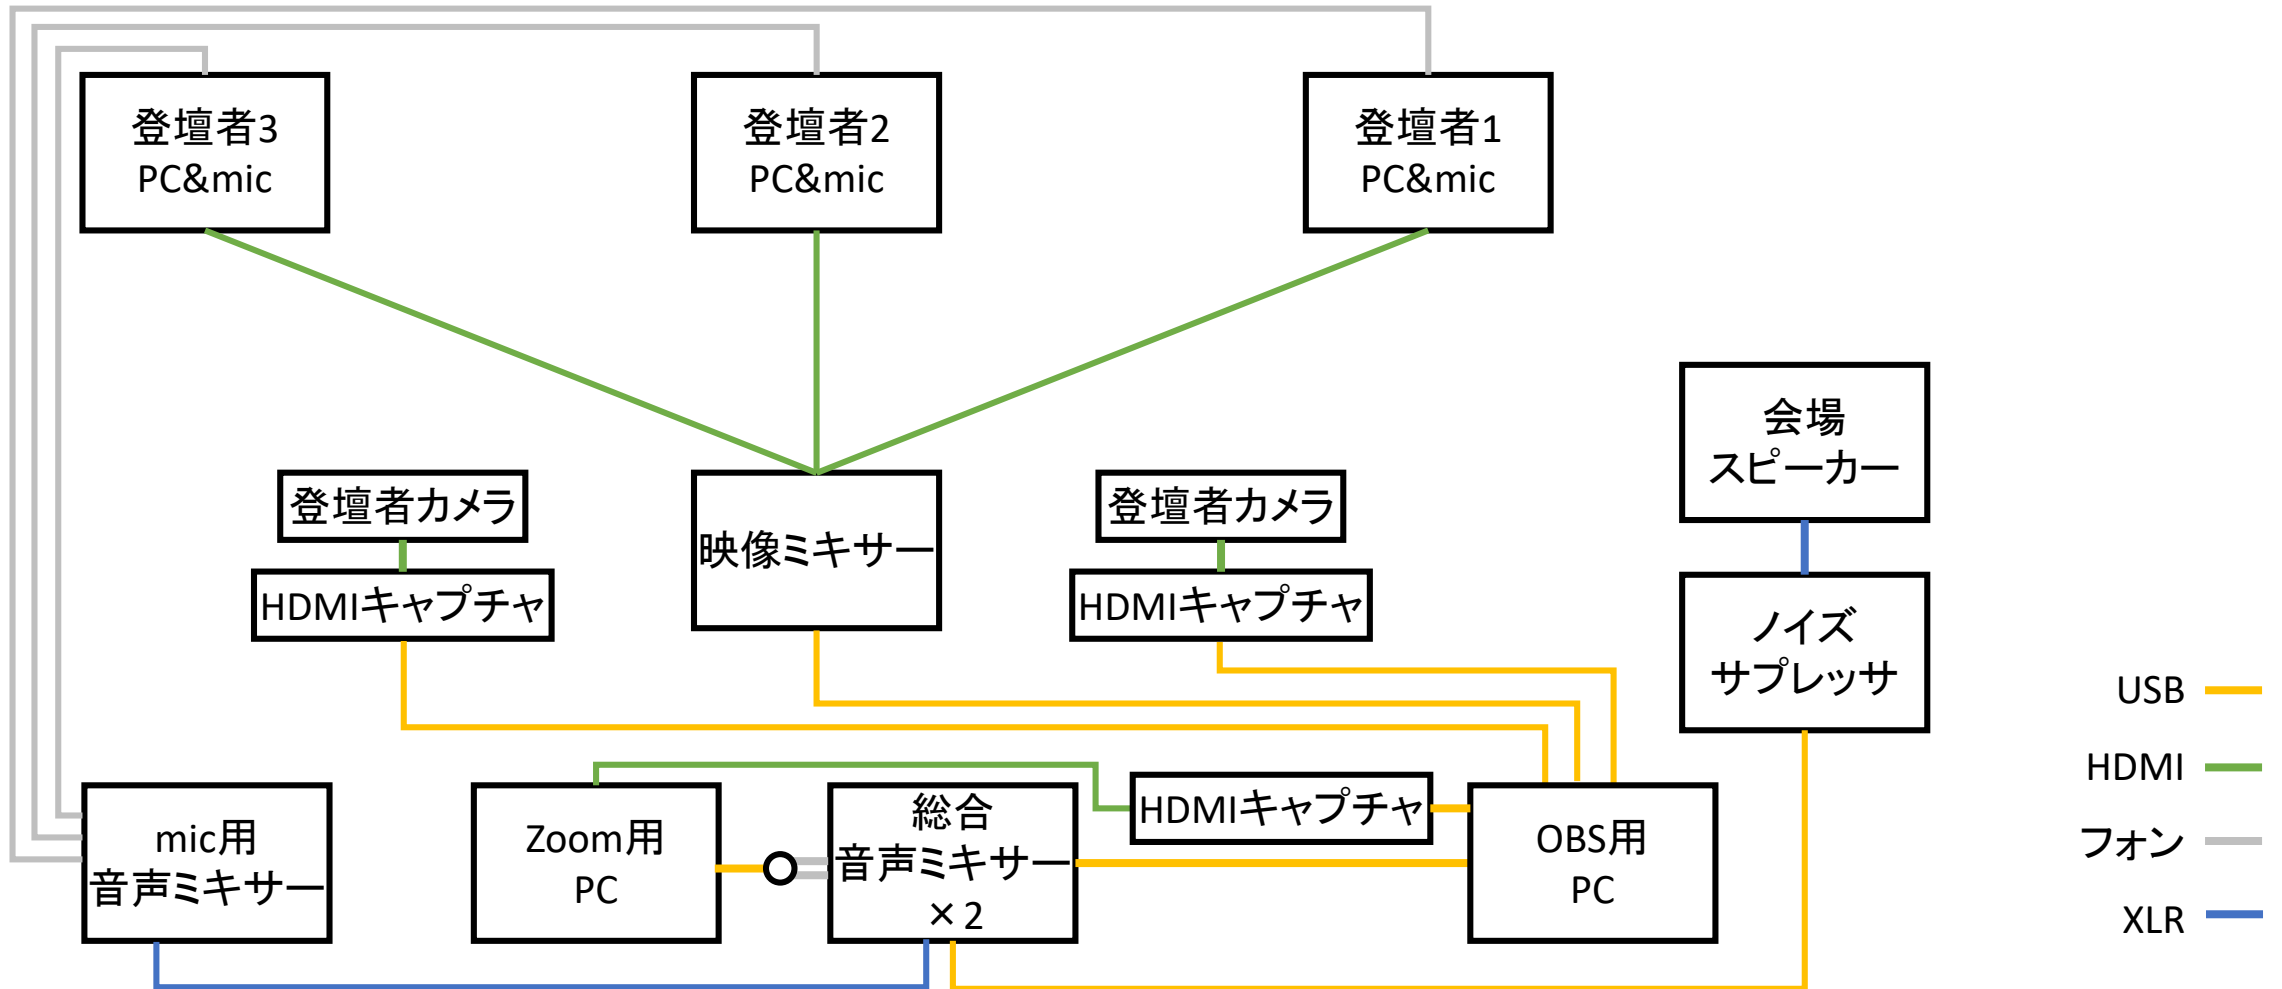 登壇者3
PC&mic
登壇者2
PC&mic
登壇者1
PC&mic
会場
スピーカー
登壇者カメラ
HDMIキャプチャ
映像ミキサー
登壇者カメラ
HDMIキャプチャ
ノイズ
サプレッサ
mic用
音声ミキサー
Zoom用
PC
総合
音声ミキサー
×2
HDMIキャプチャ
OBS用
PC
USB
HDMI
フォン
XLR